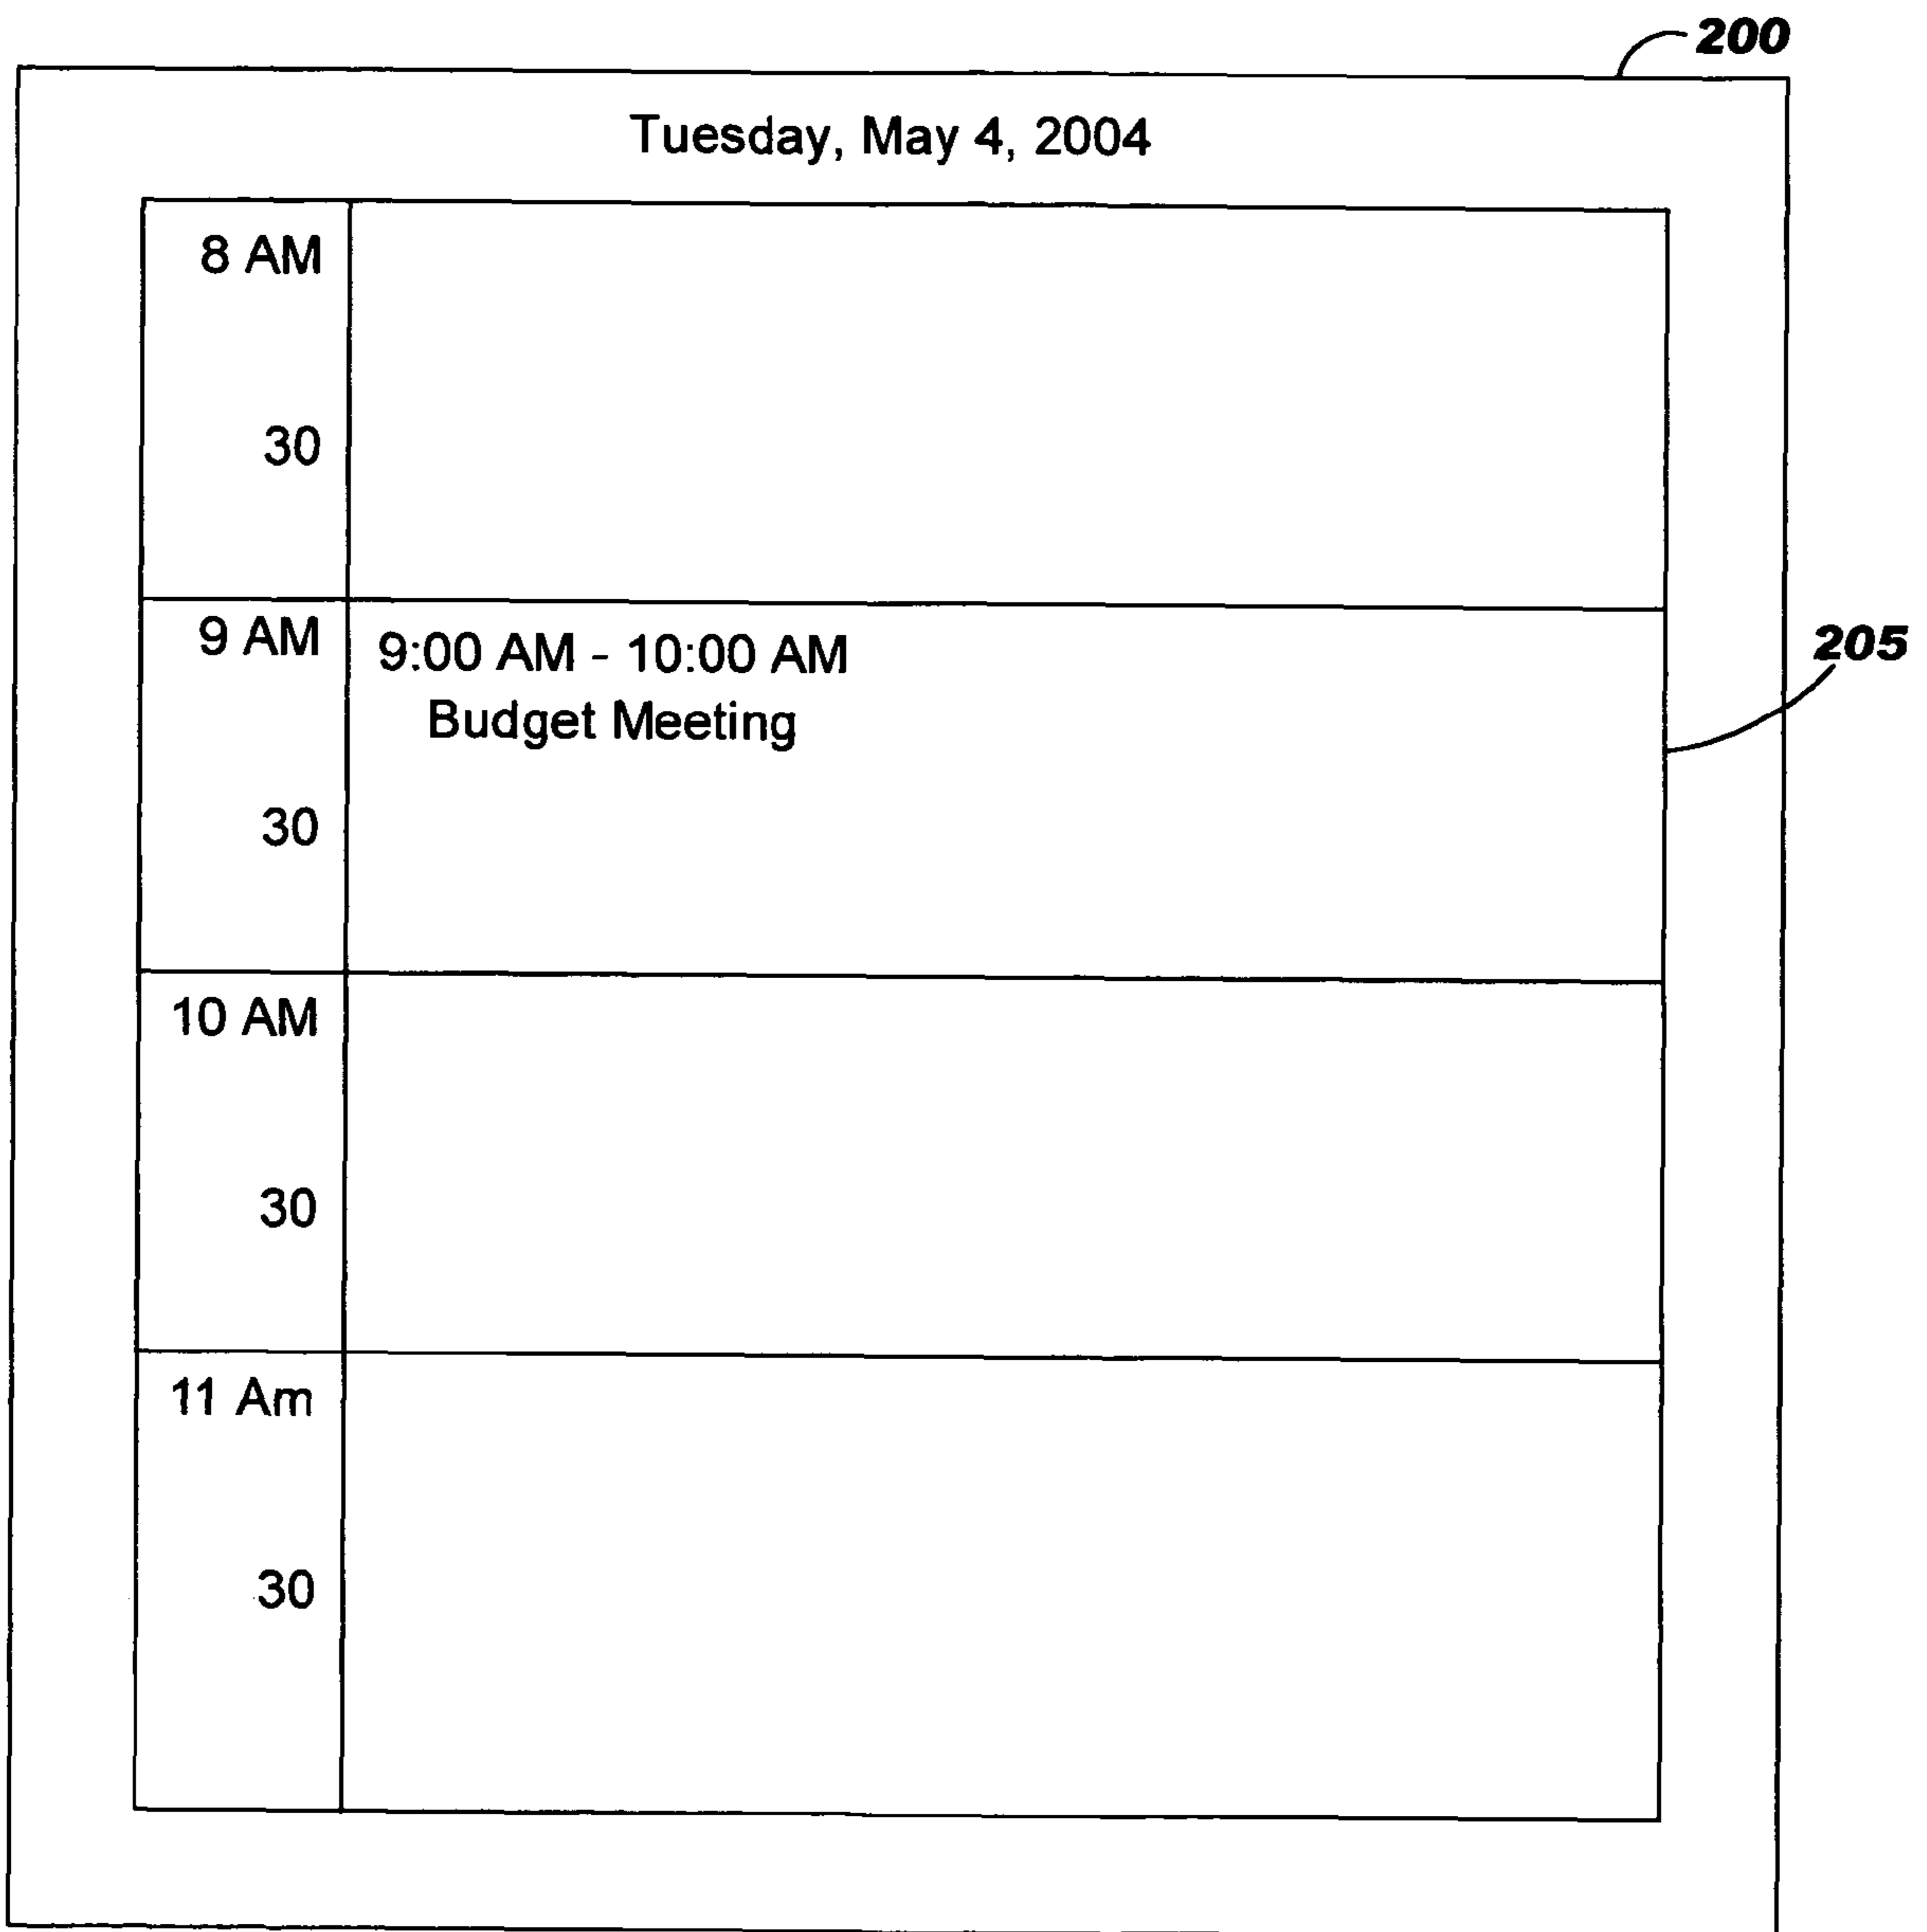 200
Tuesday, May 4, 2004
8 AM
30
9 AM
9:00 AM - 10:00 AM
Budget Meeting
205
30
10 AM
30
11 Am
30